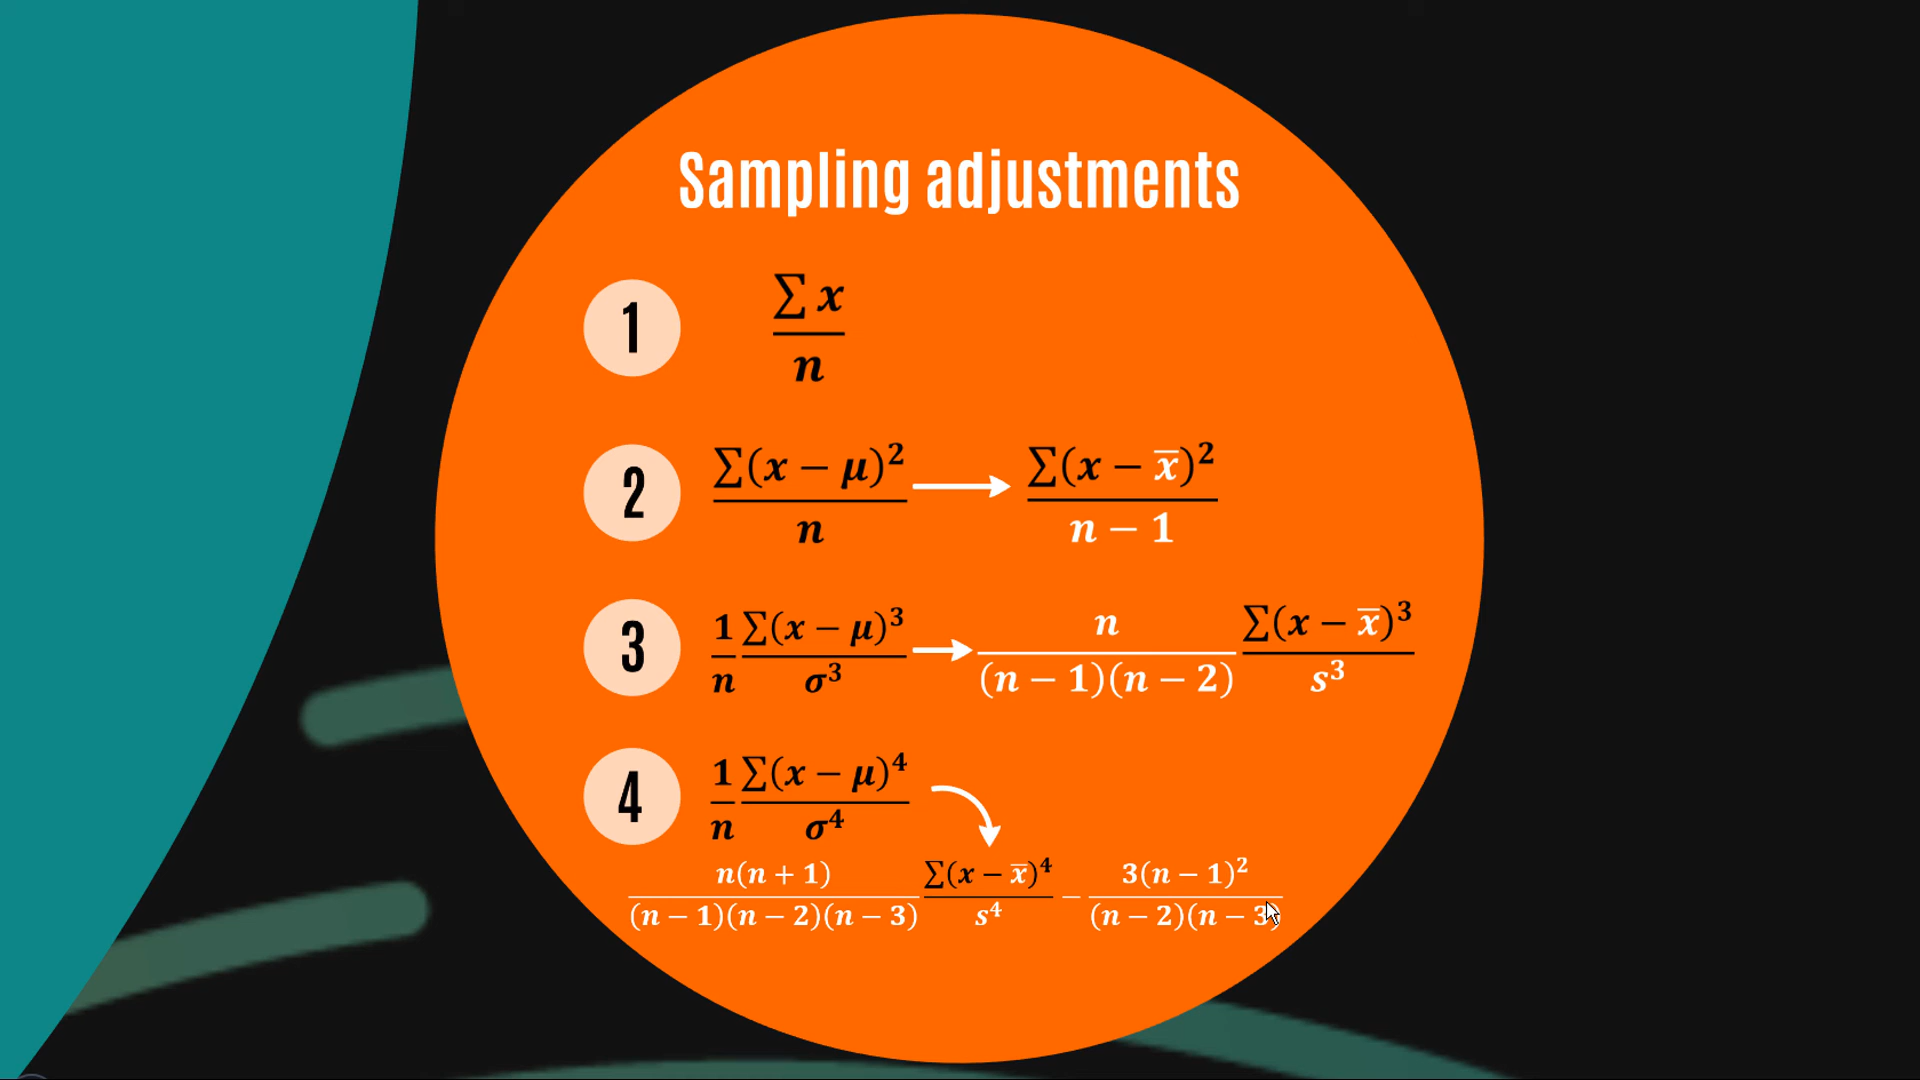 Sampling adjustments
1 ∑ x / n
2 ∑(x − μ)² / n → ∑(x − x̅)² / n − 1
3 1/n ∑(x − μ)³ / σ³ → n / (n − 1)(n − 2) ∑(x − x̅)³ / s³
4 1/n ∑(x − μ)⁴ / σ⁴
n(n + 1) / (n − 1)(n − 2)(n − 3) ∑(x − x̅)⁴ / s⁴ − 3(n − 1)² / (n − 2)(n − 3)